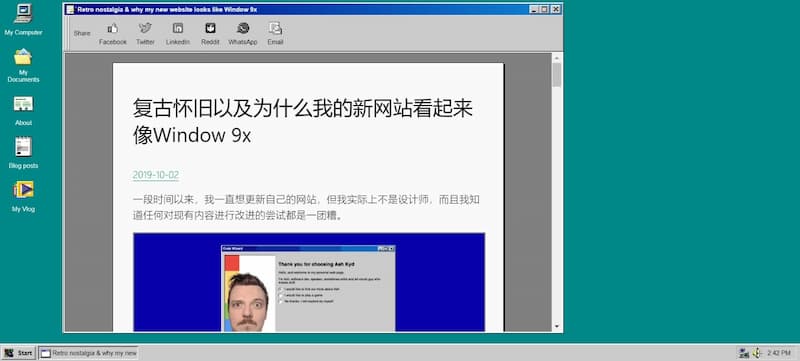 Retro nostalgia & why my new website looks like Window 9x
My Computer
My
Documents
About
Blog posts
My Vlog
Share
Facebook
Twitter
LinkedIn
Reddit
WhatsApp
Email
复古怀旧以及为什么我的新网站看起来
像Window 9x
2019-10-02
一段时间以来，我一直想更新自己的网站，但我实际上不是设计师，而且我知
道任何对现有内容进行改进的尝试都是一团糟。
Thank you for choosing Ash Kyd
Start
Retro nostalgia & why my new
2:42 PM